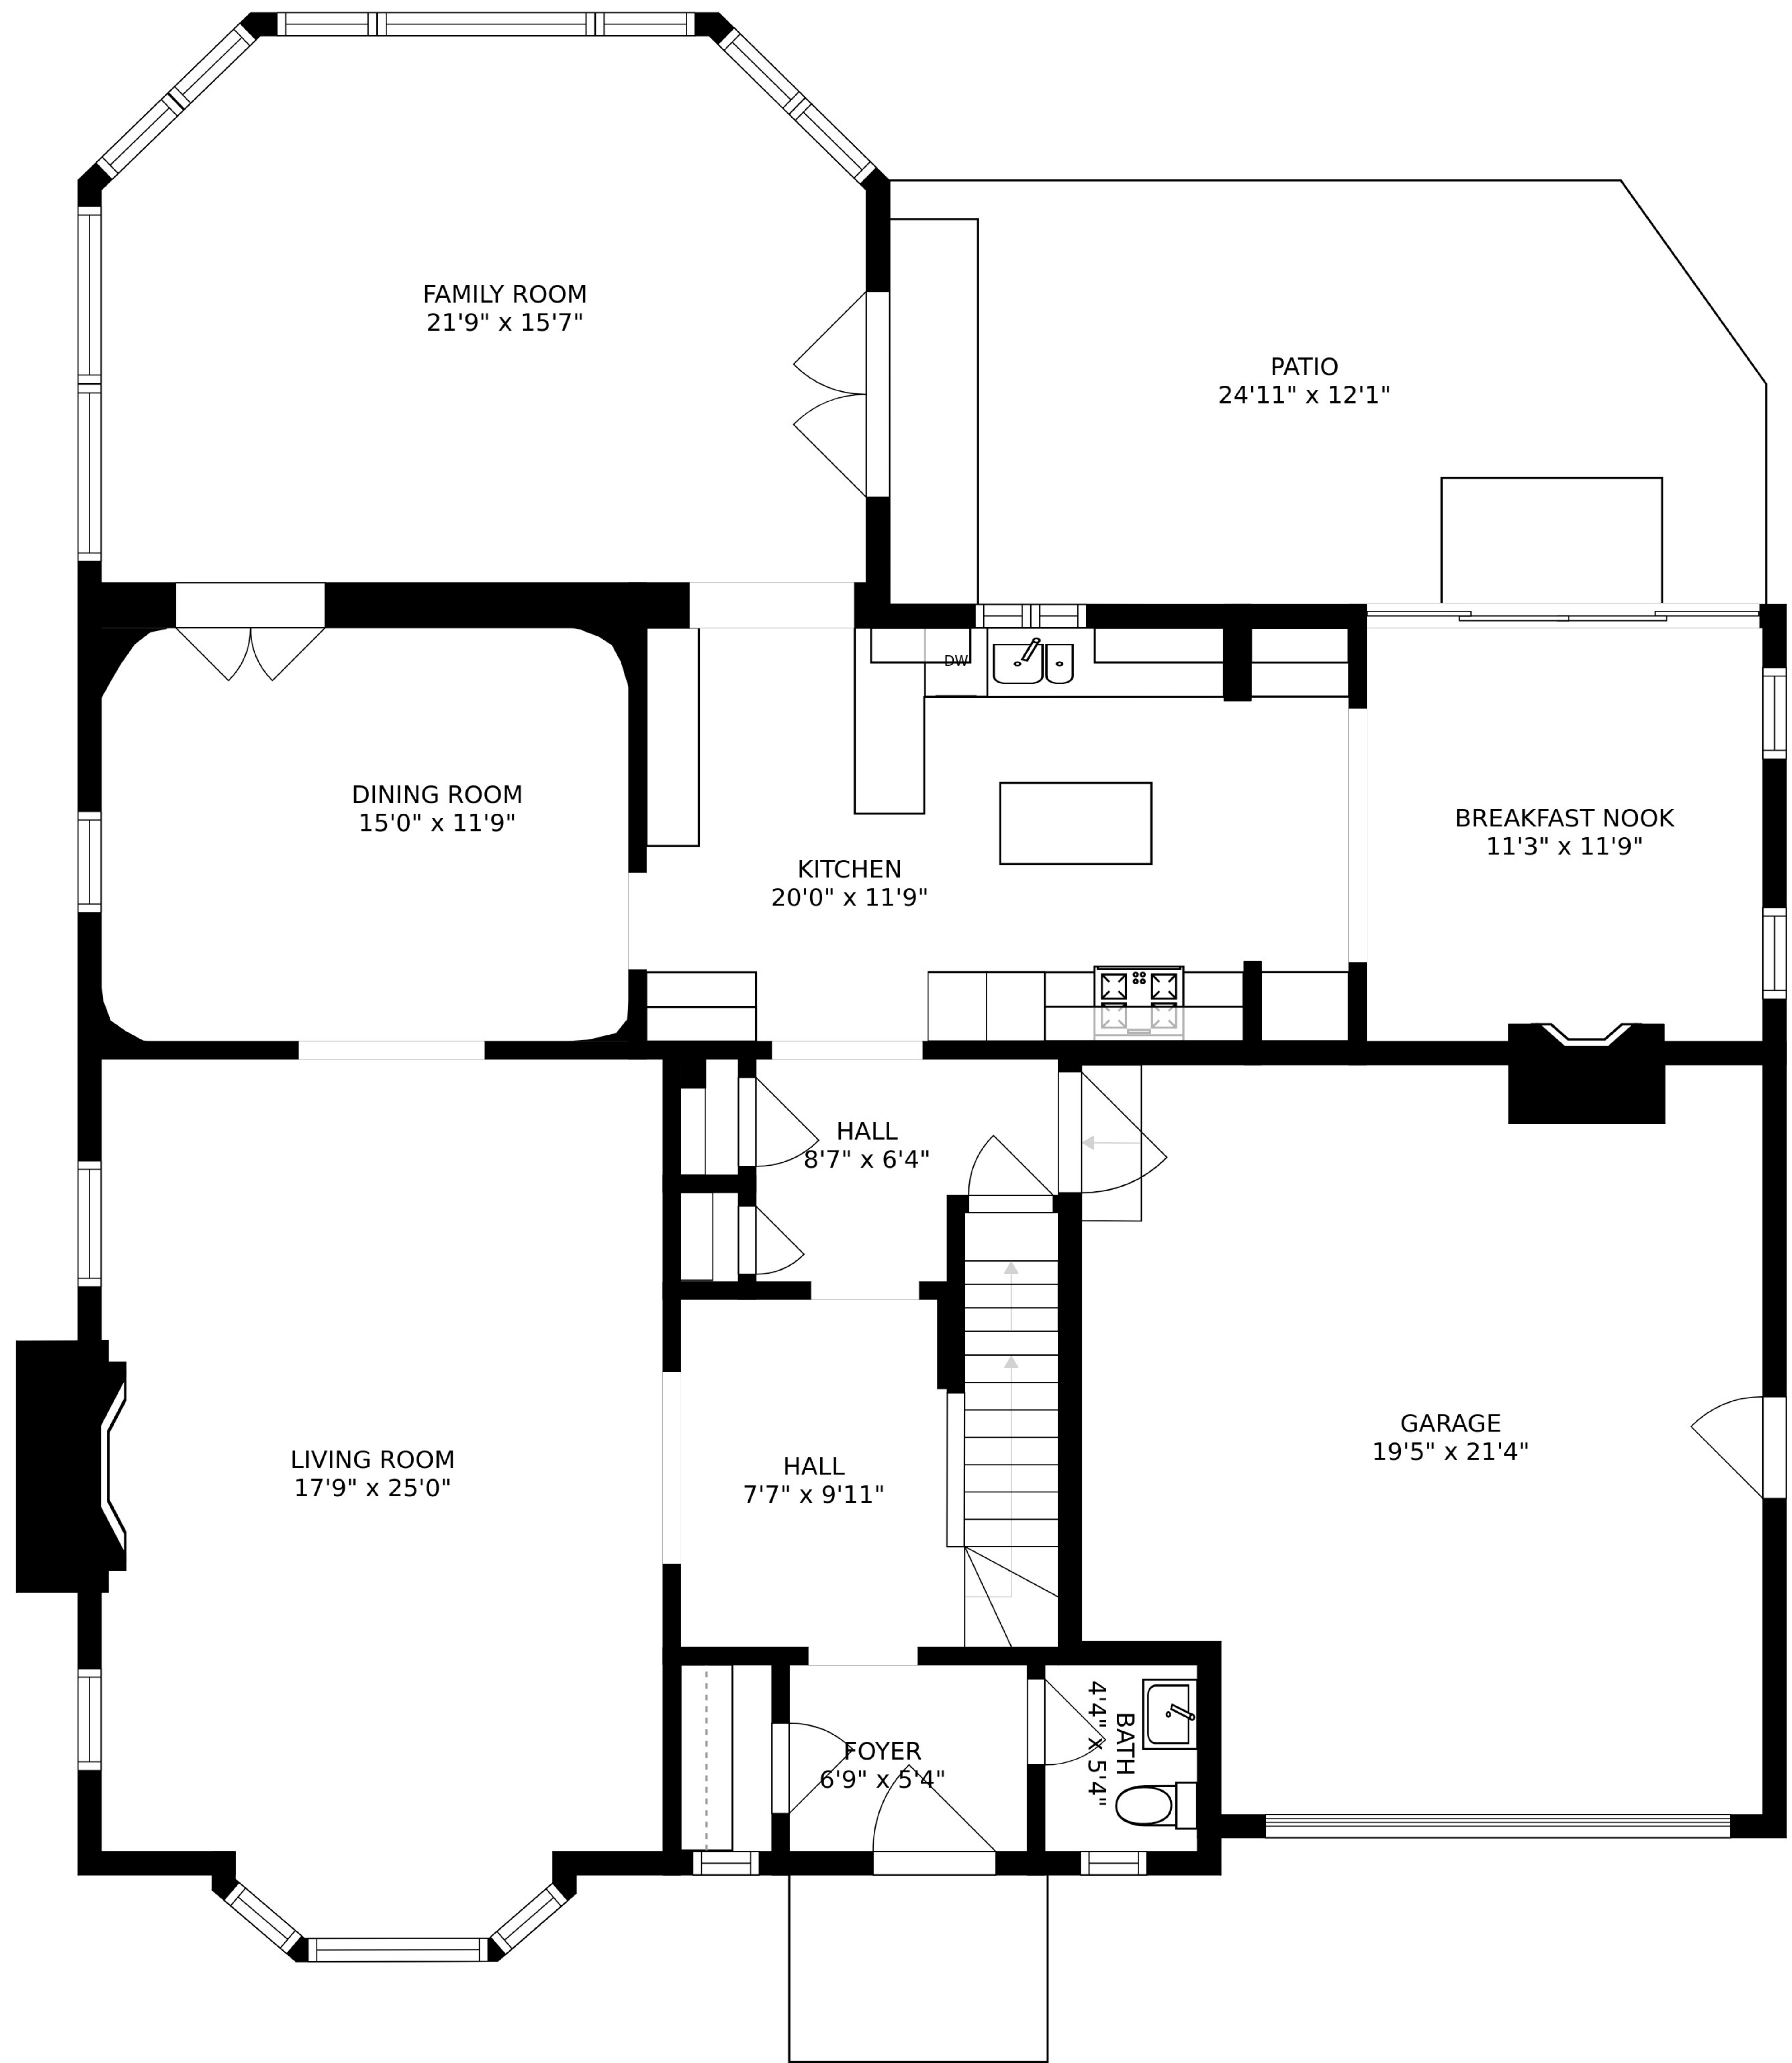 FAMILY ROOM
21'9" x 15'7"
PATIO
24'11" x 12'1"
DW
DINING ROOM
15'0" x 11'9"
BREAKFAST NOOK
11'3" x 11'9"
KITCHEN
20'0" x 11'9"
HALL
8'7" x 6'4"
GARAGE
19'5" x 21'4"
LIVING ROOM
17'9" x 25'0"
HALL
7'7" x 9'11"
FOYER
6'9" x 5'4"
BATH
4'4" x 5'4"